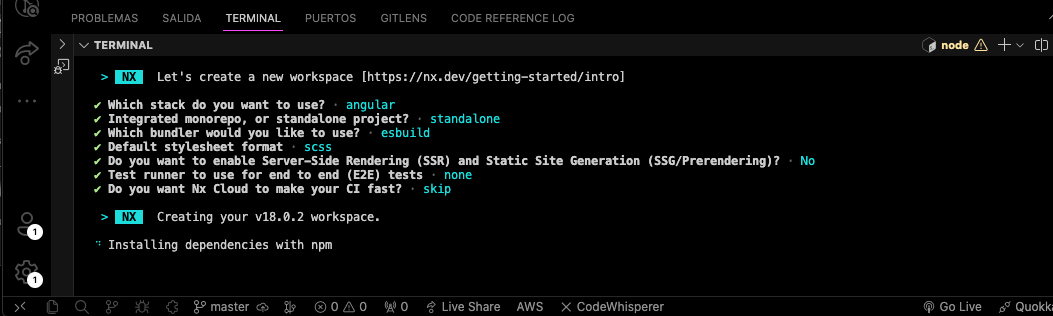 PROBLEMAS SALIDA TERMINAL PUERTOS GITLENS CODE REFERENCE LOG
TERMINAL node
> NX Let's create a new workspace [https://nx.dev/getting-started/intro]
✔ Which stack do you want to use? · angular
✔ Integrated monorepo, or standalone project? · standalone
✔ Which bundler would you like to use? · esbuild
✔ Default stylesheet format · scss
✔ Do you want to enable Server-Side Rendering (SSR) and Static Site Generation (SSG/Prerendering)? · No
✔ Test runner to use for end to end (E2E) tests · none
✔ Do you want Nx Cloud to make your CI fast? · skip
> NX Creating your v18.0.2 workspace.
1
Installing dependencies with npm
1
master 0 0 0 Live Share AWS CodeWhisperer Go Live Quokka